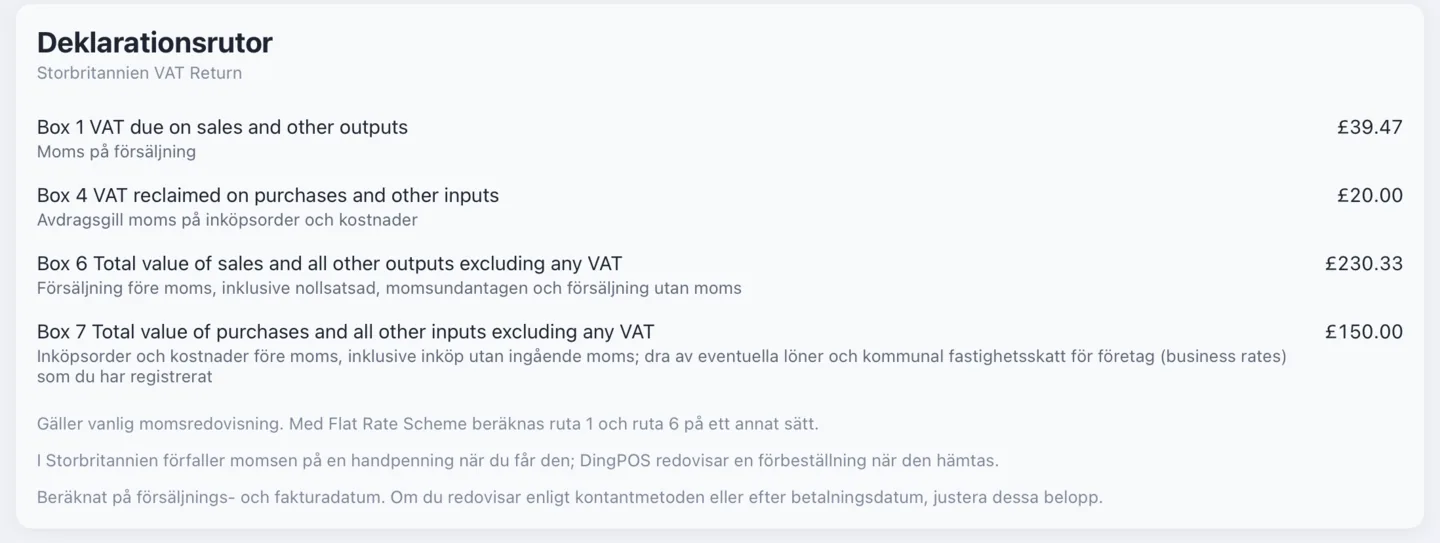 Deklarationsrutor
Storbritannien VAT Return
Box 1 VAT due on sales and other outputs £39.47
Moms på försäljning
Box 4 VAT reclaimed on purchases and other inputs £20.00
Avdragsgill moms på inköpsorder och kostnader
Box 6 Total value of sales and all other outputs excluding any VAT £230.33
Försäljning före moms, inklusive nollsatsad, momsundantagen och försäljning utan moms
Box 7 Total value of purchases and all other inputs excluding any VAT £150.00
Inköpsorder och kostnader före moms, inklusive inköp utan ingående moms; dra av eventuella löner och kommunal fastighetsskatt för företag (business rates)
som du har registrerat
Gäller vanlig momsredovisning. Med Flat Rate Scheme beräknas ruta 1 och ruta 6 på ett annat sätt.
I Storbritannien förfaller momsen på en handpenning när du får den; DingPOS redovisar en förbeställning när den hämtas.
Beräknat på försäljnings- och fakturadatum. Om du redovisar enligt kontantmetoden eller efter betalningsdatum, justera dessa belopp.